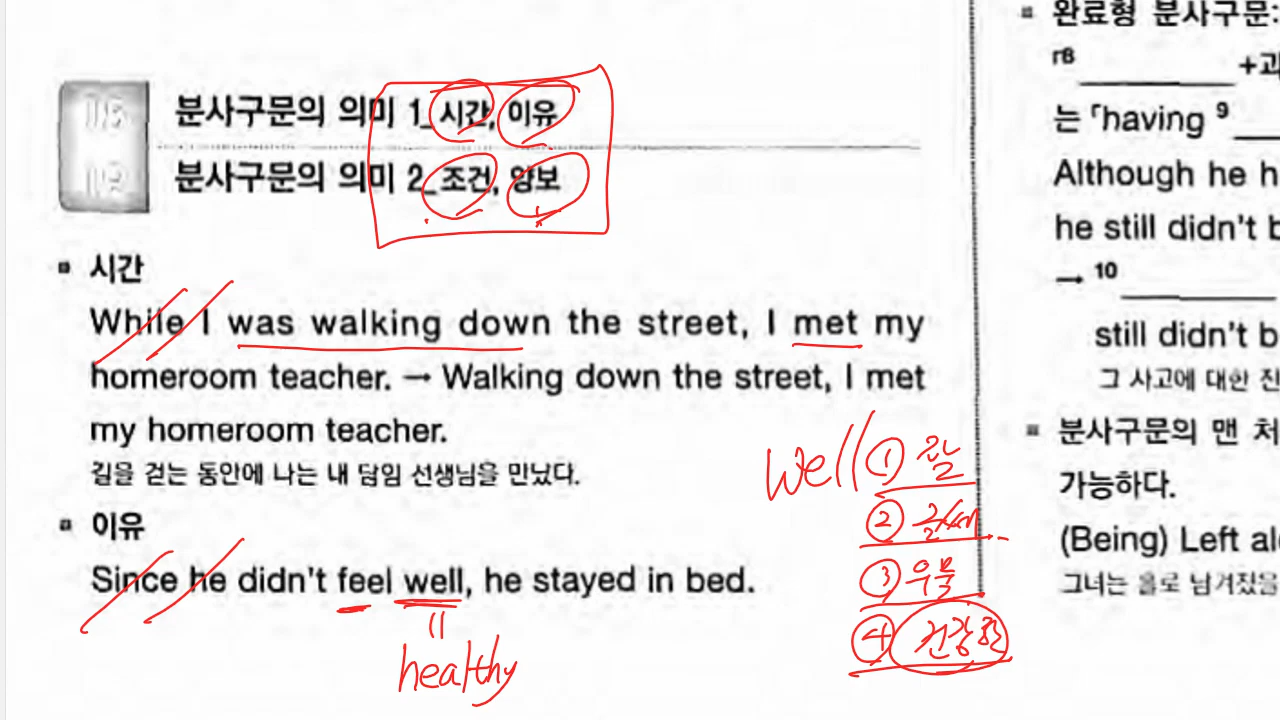 분사구문의 의미 1_시간, 이유
분사구문의 의미 2_조건, 양보
시간
While I was walking down the street, I met my
homeroom teacher. → Walking down the street, I met
my homeroom teacher.
길을 걷는 동안에 나는 내 담임 선생님을 만났다.
이유
Since he didn't feel well, he stayed in bed.
healthy
well ① 잘
② 글쎄
③ 우물
④ 건강한
완료형 분사구문:
+과
는 「having 9
Although he h
he still didn't b
→ 10
still didn't b
그 사고에 대한 진
분사구문의 맨 처
가능하다.
(Being) Left alo
그녀는 홀로 남겨졌을